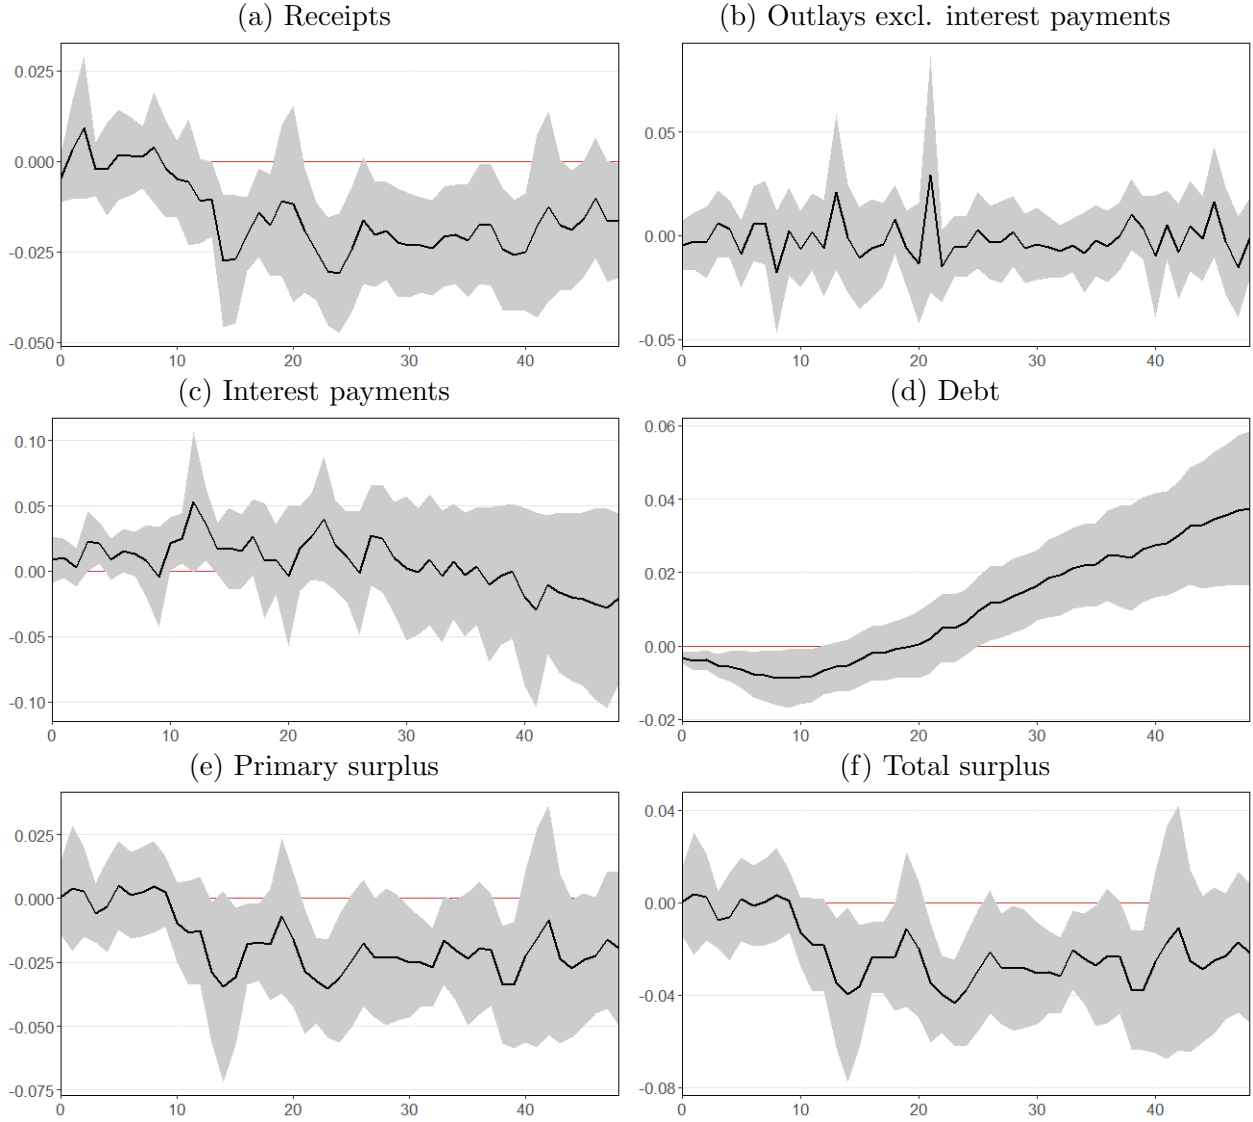 (a) Receipts
(b) Outlays excl. interest payments
0.025
0.000
-0.025
-0.050
0 10 20 30 40
0.05
0.00
-0.05
0 10 20 30 40
(c) Interest payments
(d) Debt
0.10
0.05
0.00
-0.05
-0.10
0 10 20 30 40
0.06
0.04
0.02
0.00
-0.02
0 10 20 30 40
(e) Primary surplus
(f) Total surplus
0.025
0.000
-0.025
-0.050
-0.075
0 10 20 30 40
0.04
0.00
-0.04
-0.08
0 10 20 30 40